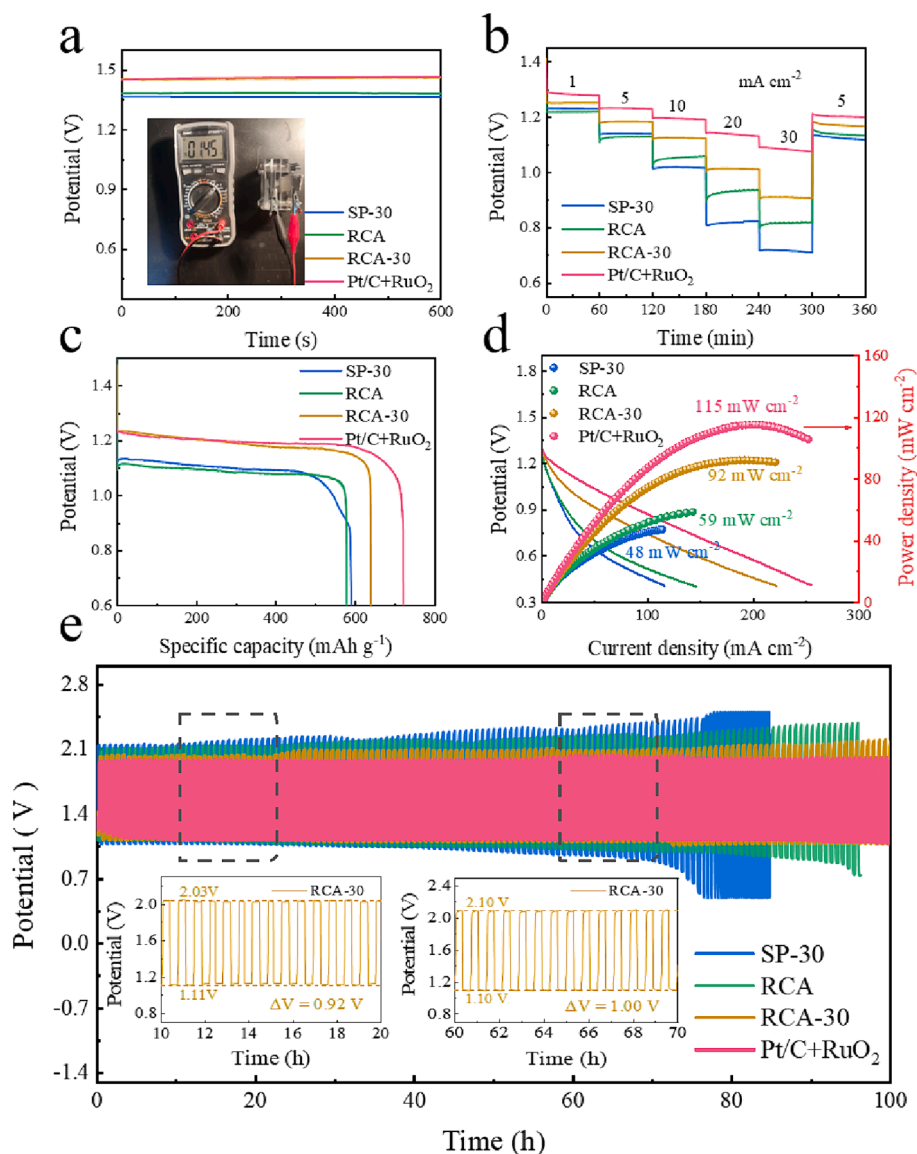 a
Potential (V)
1.5
1.2
0.9
0.6
0.145
SP-30
RCA
RCA-30
Pt/C+RuO₂
0 200 400 600
Time (s)
b
Potential (V)
1.4
1.2
1.0
0.8
0.6
1 5 10 20 30 5
mA cm⁻²
SP-30
RCA
RCA-30
Pt/C+RuO₂
0 60 120 180 240 300 360
Time (min)
c
Potential (V)
1.4
1.2
1.0
0.8
0.6
SP-30
RCA
RCA-30
Pt/C+RuO₂
0 200 400 600 800
Specific capacity (mAh g⁻¹)
d
Potential (V)
1.8
1.5
1.2
0.9
0.6
0.3
SP-30
RCA
RCA-30
Pt/C+RuO₂
115 mW cm⁻²
92 mW cm⁻²
59 mW cm⁻²
48 mW cm⁻²
160
120
80
40
0
Power density (mW cm⁻²)
0 100 200 300
Current density (mA cm⁻²)
e
Potential ( V )
2.8
2.1
1.4
0.7
0.0
-0.7
-1.4
Potential (V)
2.4
2.0
1.6
1.2
0.8
RCA-30
2.03V
1.11V
ΔV = 0.92 V
10 12 14 16 18 20
Time (h)
Potential (V)
2.4
2.0
1.6
1.2
0.8
RCA-30
2.10 V
1.10 V
ΔV = 1.00 V
60 62 64 66 68 70
Time (h)
SP-30
RCA
RCA-30
Pt/C+RuO₂
0 20 40 60 80 100
Time (h)